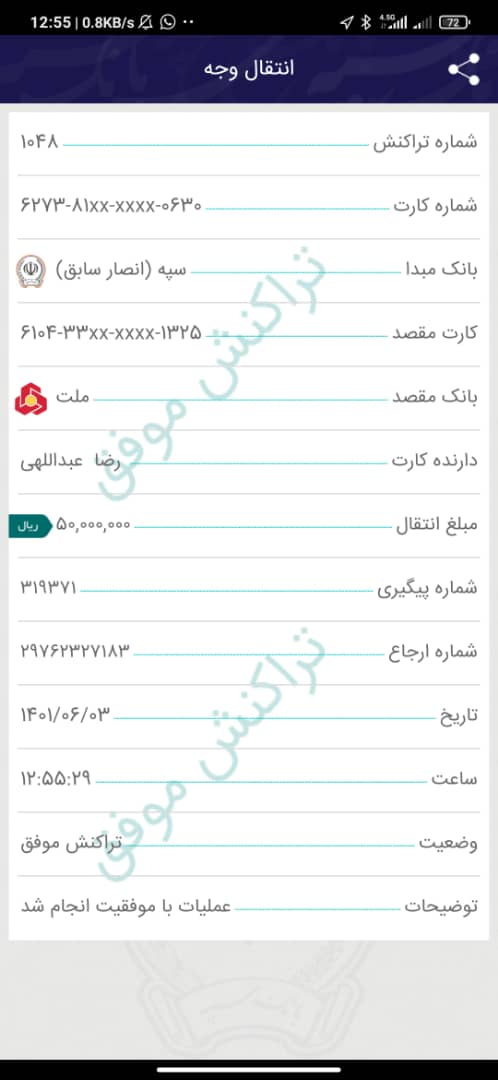 12:55 | 0.8KB/s
4.5G
72
انتقال وجه
شماره تراکنش ۱۰۴۸
شماره کارت ۶۲۷۳-۸۱xx-xxxx-۰۶۳۰
بانک مبدا سپه (انصار سابق)
کارت مقصد ۶۱۰۴-۳۳xx-xxxx-۱۳۲۵
بانک مقصد ملت
دارنده کارت رضا عبداللهی
مبلغ انتقال ۵۰,۰۰۰,۰۰۰ ریال
شماره پیگیری ۳۱۹۳۷۱
شماره ارجاع ۲۹۷۶۲۳۲۷۱۸۳
تاریخ ۱۴۰۱/۰۶/۰۳
ساعت ۱۲:۵۵:۲۹
وضعیت تراکنش موفق
توضیحات عملیات با موفقیت انجام شد
تراکنش موفق
تراکنش موفق